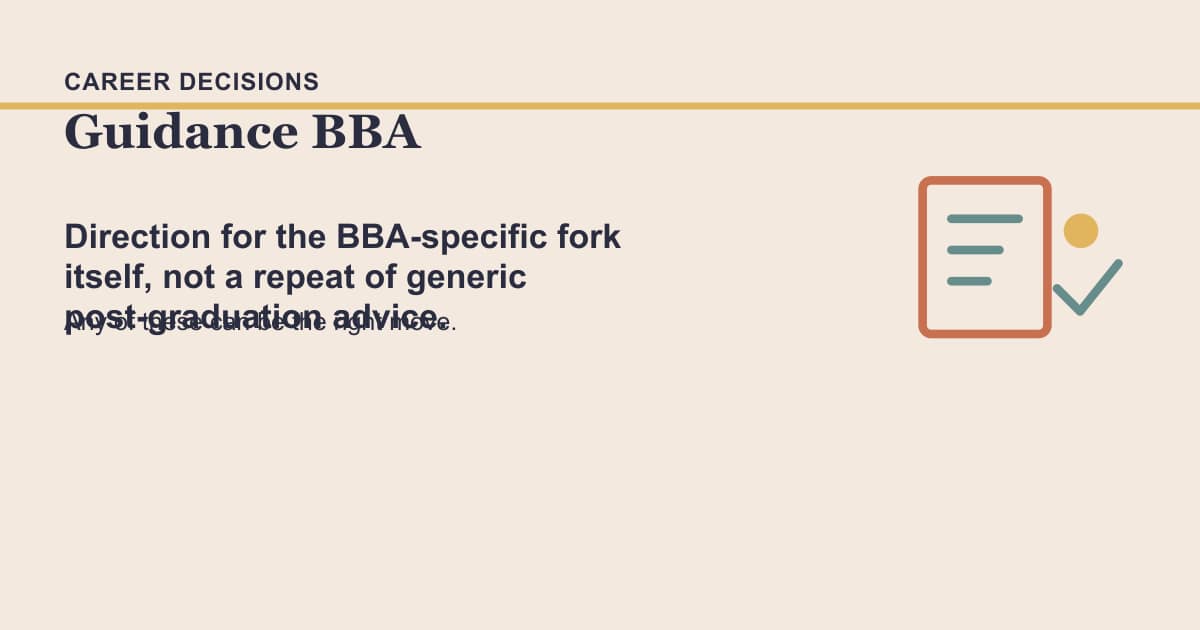 CAREER DECISIONS
Guidance BBA
Direction for the BBA-specific fork
itself, not a repeat of generic
post-graduation advice.
Any of these can be the right move.